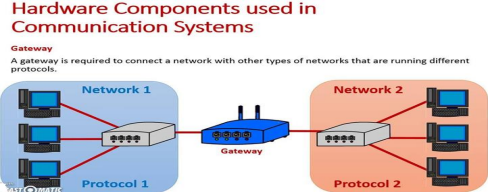 Hardware Components used in
Communication Systems
Gateway
A gateway is required to connect a network with other types of networks that are running different
protocols.
Network 1
Network 2
Gateway
Protocol 1
Protocol 2